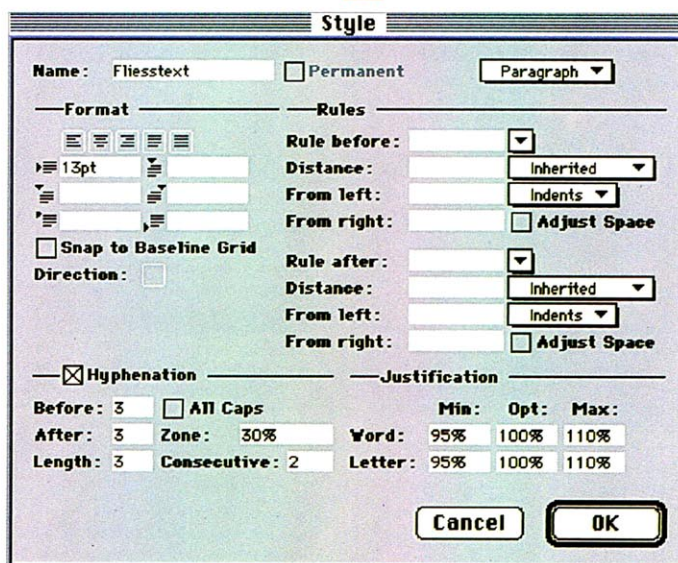 Style
Name: Fliesstext Permanent Paragraph
Format
13pt
Snap to Baseline Grid
Direction:
Rules
Rule before:
Distance: Inherited
From left: Indents
From right: Adjust Space
Rule after:
Distance: Inherited
From left: Indents
From right: Adjust Space
Hyphenation
Before: 3 All Caps
After: 3 Zone: 30%
Length: 3 Consecutive: 2
Justification
Min: Opt: Max:
Word: 95% 100% 110%
Letter: 95% 100% 110%
Cancel OK